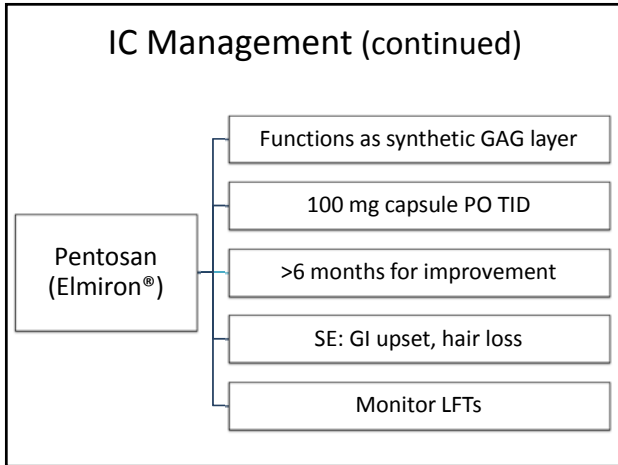 IC Management (continued)
Pentosan
(Elmiron®)
Functions as synthetic GAG layer
100 mg capsule PO TID
>6 months for improvement
SE: GI upset, hair loss
Monitor LFTs